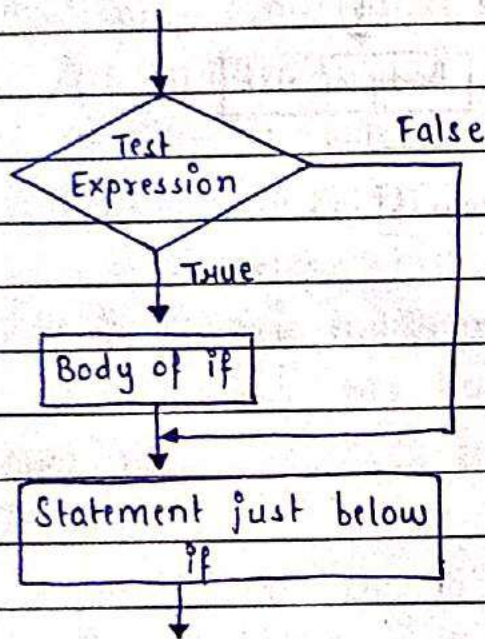 Test
Expression
False
True
Body of if
Statement just below
if